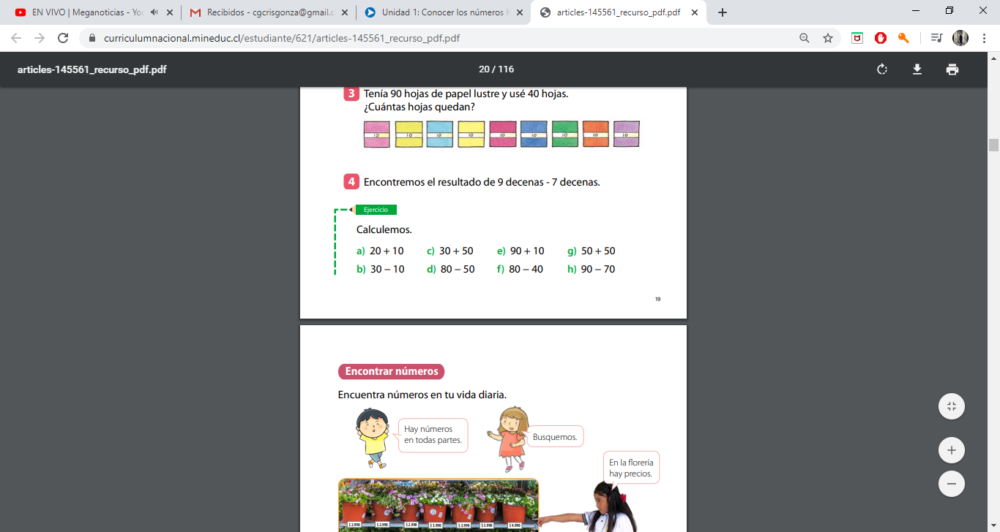 EN VIVO | Meganoticias - You
Recibidos - cgcrisgonza@gmail.c
Unidad 1: Conocer los números h
articles-145561_recurso_pdf.pdf
curriculumnacional.mineduc.cl/estudiante/621/articles-145561_recurso_pdf.pdf
articles-145561_recurso_pdf.pdf
20 / 116
3 Tenía 90 hojas de papel lustre y usé 40 hojas.
¿Cuántas hojas quedan?
10 10 10 10 10 10 10 10 10
4 Encontremos el resultado de 9 decenas - 7 decenas.
Ejercicio
Calculemos.
a) 20 + 10 c) 30 + 50 e) 90 + 10 g) 50 + 50
b) 30 – 10 d) 80 – 50 f) 80 – 40 h) 90 – 70
19
Encontrar números
Encuentra números en tu vida diaria.
Hay números
en todas partes.
Busquemos.
En la florería
hay precios.
$ 2.990 $ 2.990 $ 2.990 $ 3.990 $ 3.990 $ 3.990 $ 4.990